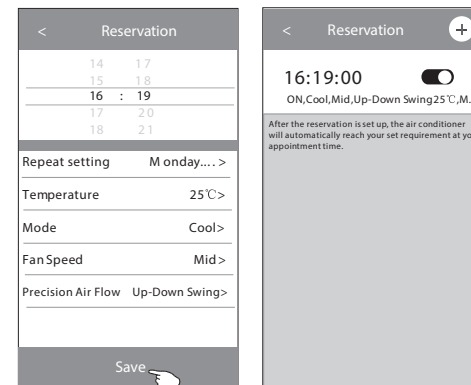 < Reservation
14 17
15 18
16 : 19
17 20
18 21
Repeat setting Monday.... >
Temperature 25℃>
Mode Cool>
Fan Speed Mid>
Precision Air Flow Up-Down Swing>
Save
< Reservation +
16:19:00
ON,Cool,Mid,Up-Down Swing25℃,M.
After the reservation is set up, the air conditioner
will automatically reach your set requirement at yo
appointment time.